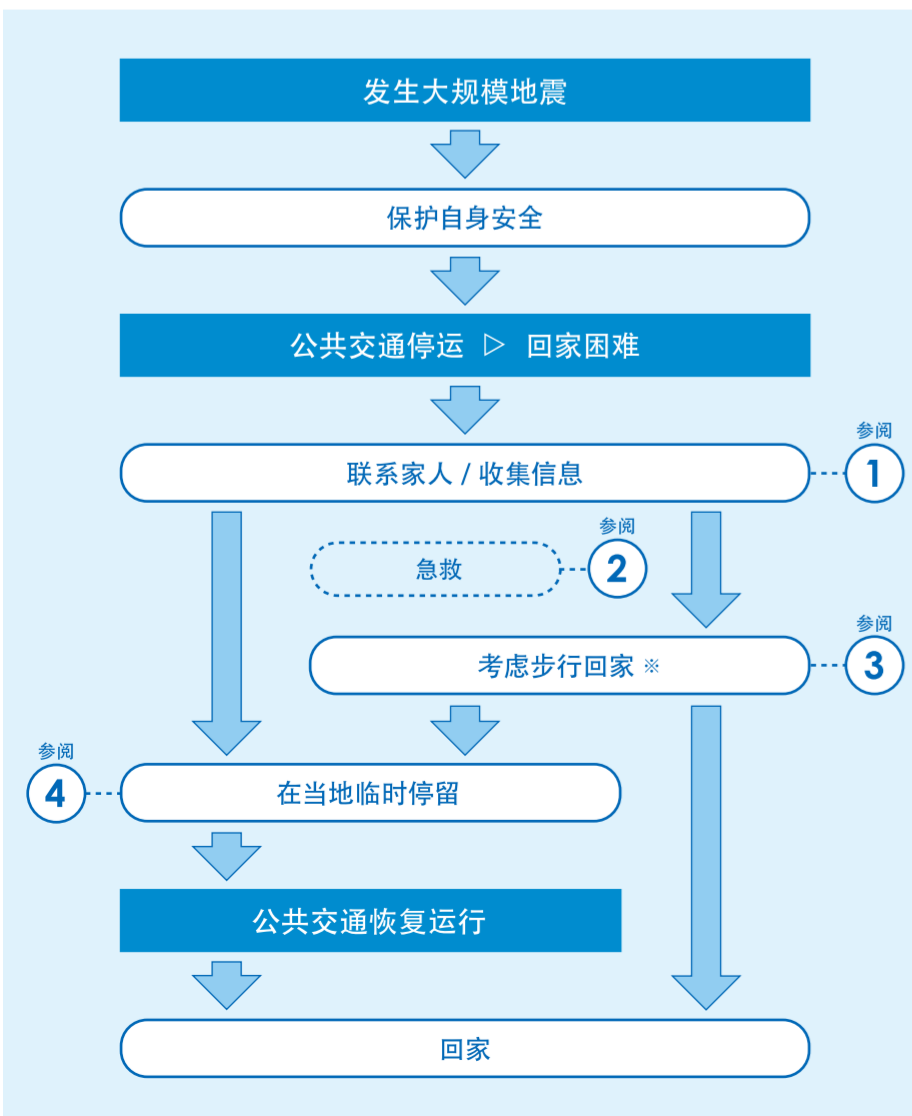 发生大规模地震
保护自身安全
公共交通停运 ▷ 回家困难
联系家人 / 收集信息
参阅
1
急救
参阅
2
考虑步行回家 ※
参阅
3
参阅
4
在当地临时停留
公共交通恢复运行
回家